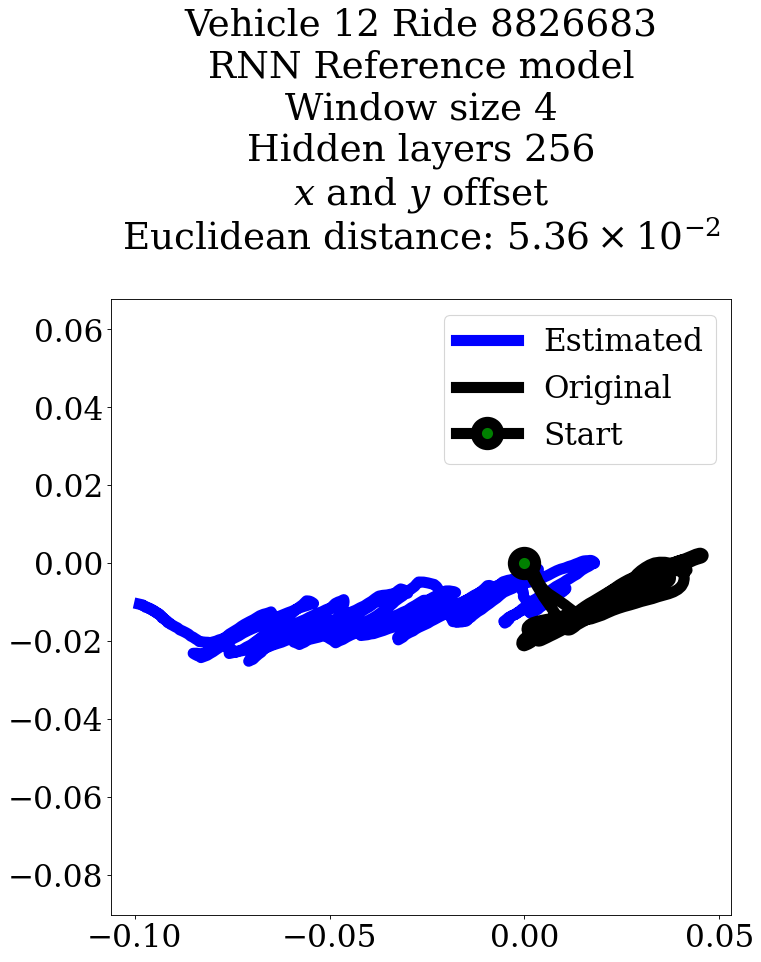 Vehicle 12 Ride 8826683
RNN Reference model
Window size 4
Hidden layers 256
x and y offset
Euclidean distance: 5.36 × 10⁻²
Estimated
Original
Start
0.06
0.04
0.02
0.00
−0.02
−0.04
−0.06
−0.08
−0.10
−0.05
0.00
0.05